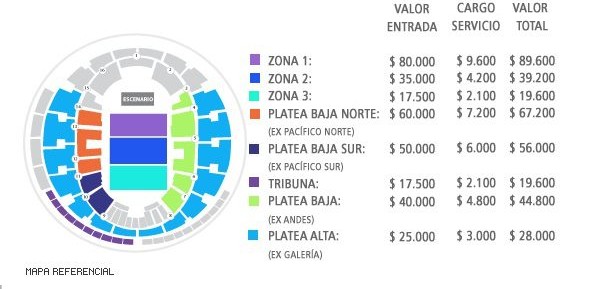 VALOR ENTRADA CARGO SERVICIO VALOR TOTAL
ESCENARIO
ZONA 1: $ 80.000 $ 9.600 $ 89.600
ZONA 2: $ 35.000 $ 4.200 $ 39.200
ZONA 3: $ 17.500 $ 2.100 $ 19.600
PLATEA BAJA NORTE: $ 60.000 $ 7.200 $ 67.200
(EX PACÍFICO NORTE)
PLATEA BAJA SUR: $ 50.000 $ 6.000 $ 56.000
(EX PACÍFICO SUR)
TRIBUNA: $ 17.500 $ 2.100 $ 19.600
PLATEA BAJA: $ 40.000 $ 4.800 $ 44.800
(EX ANDES)
PLATEA ALTA: $ 25.000 $ 3.000 $ 28.000
(EX GALERÍA)
MAPA REFERENCIAL